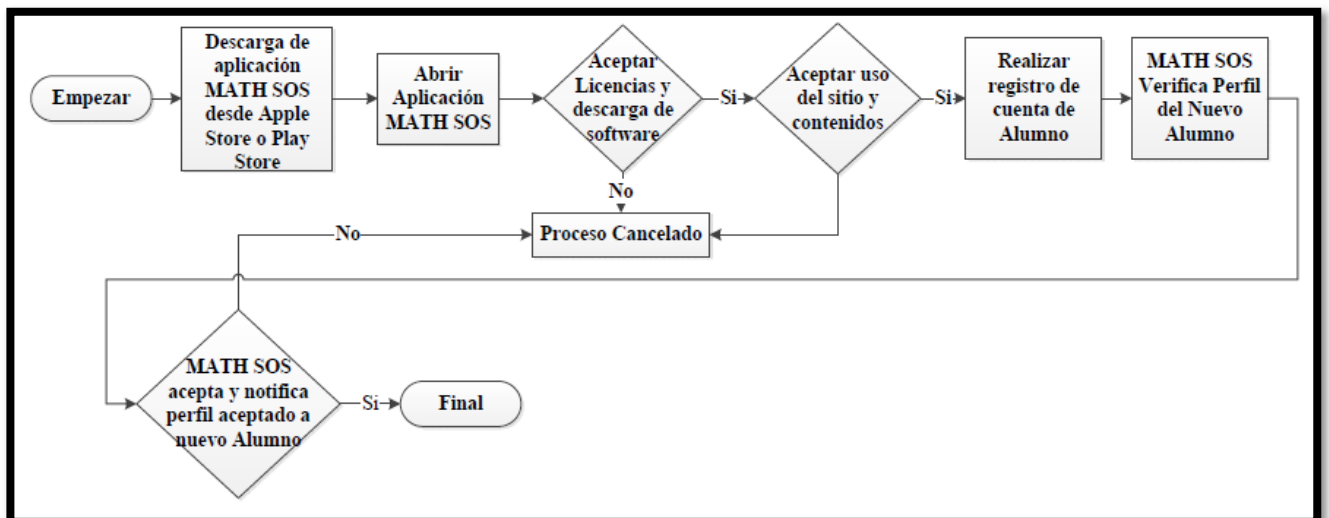 Empezar
Descarga de
aplicación
MATH SOS
desde Apple
Store o Play
Store
Abrir
Aplicación
MATH SOS
Aceptar
Licencias y
descarga de
software
Si
Aceptar uso
del sitio y
contenidos
Si
Realizar
registro de
cuenta de
Alumno
MATH SOS
Verifica Perfil
del Nuevo
Alumno
No
No
Proceso Cancelado
MATH SOS
acepta y notifica
perfil aceptado a
nuevo Alumno
Si
Final